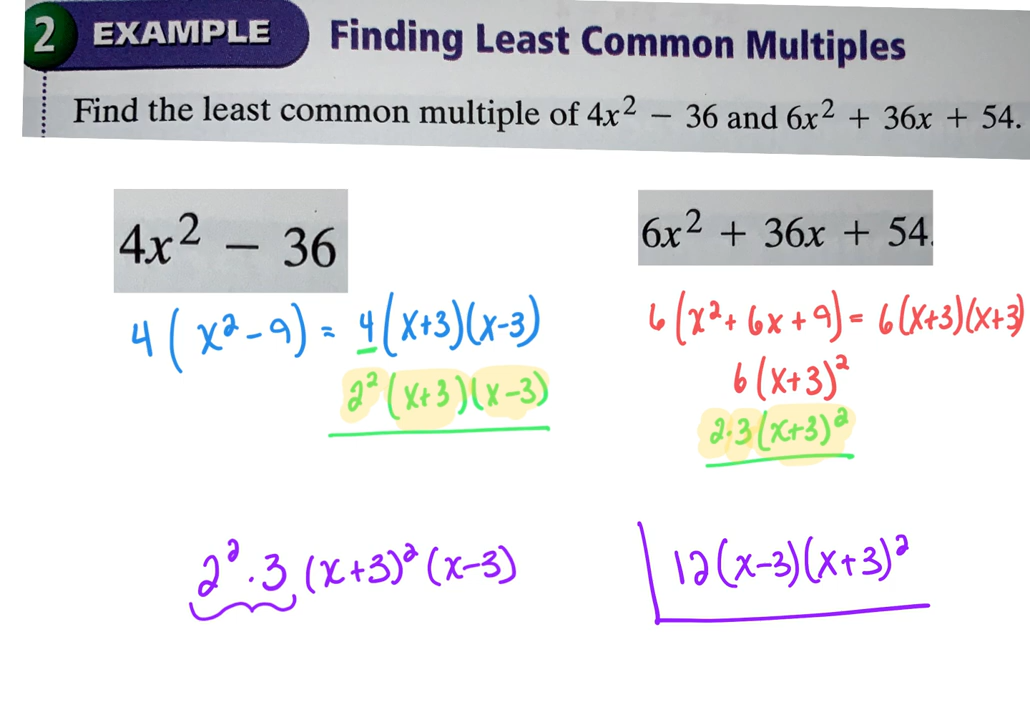 2 EXAMPLE Finding Least Common Multiples
Find the least common multiple of 4x² − 36 and 6x² + 36x + 54.
4x² − 36
6x² + 36x + 54.
4(x²-9) = 4(x+3)(x-3)
2²(x+3)(x-3)
6(x²+6x+9) = 6(x+3)(x+3)
6(x+3)²
2·3(x+3)²
2²·3(x+3)²(x-3)
12(x-3)(x+3)²